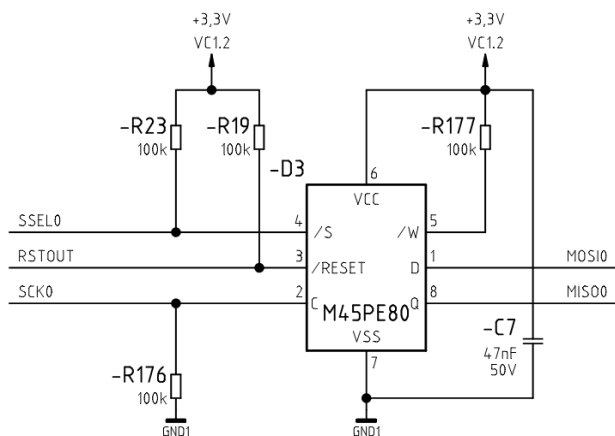 +3,3V
VC1.2
+3,3V
VC1.2
-R23
100k
-R19
100k
-R177
100k
-D3
6
VCC
SSEL0
4
/S
/W
5
RSTOUT
3
/RESET
D
1
MOSI0
SCK0
2
C
M45PE80
Q
8
MISO0
VSS
7
-C7
47nF
50V
-R176
100k
GND1
GND1